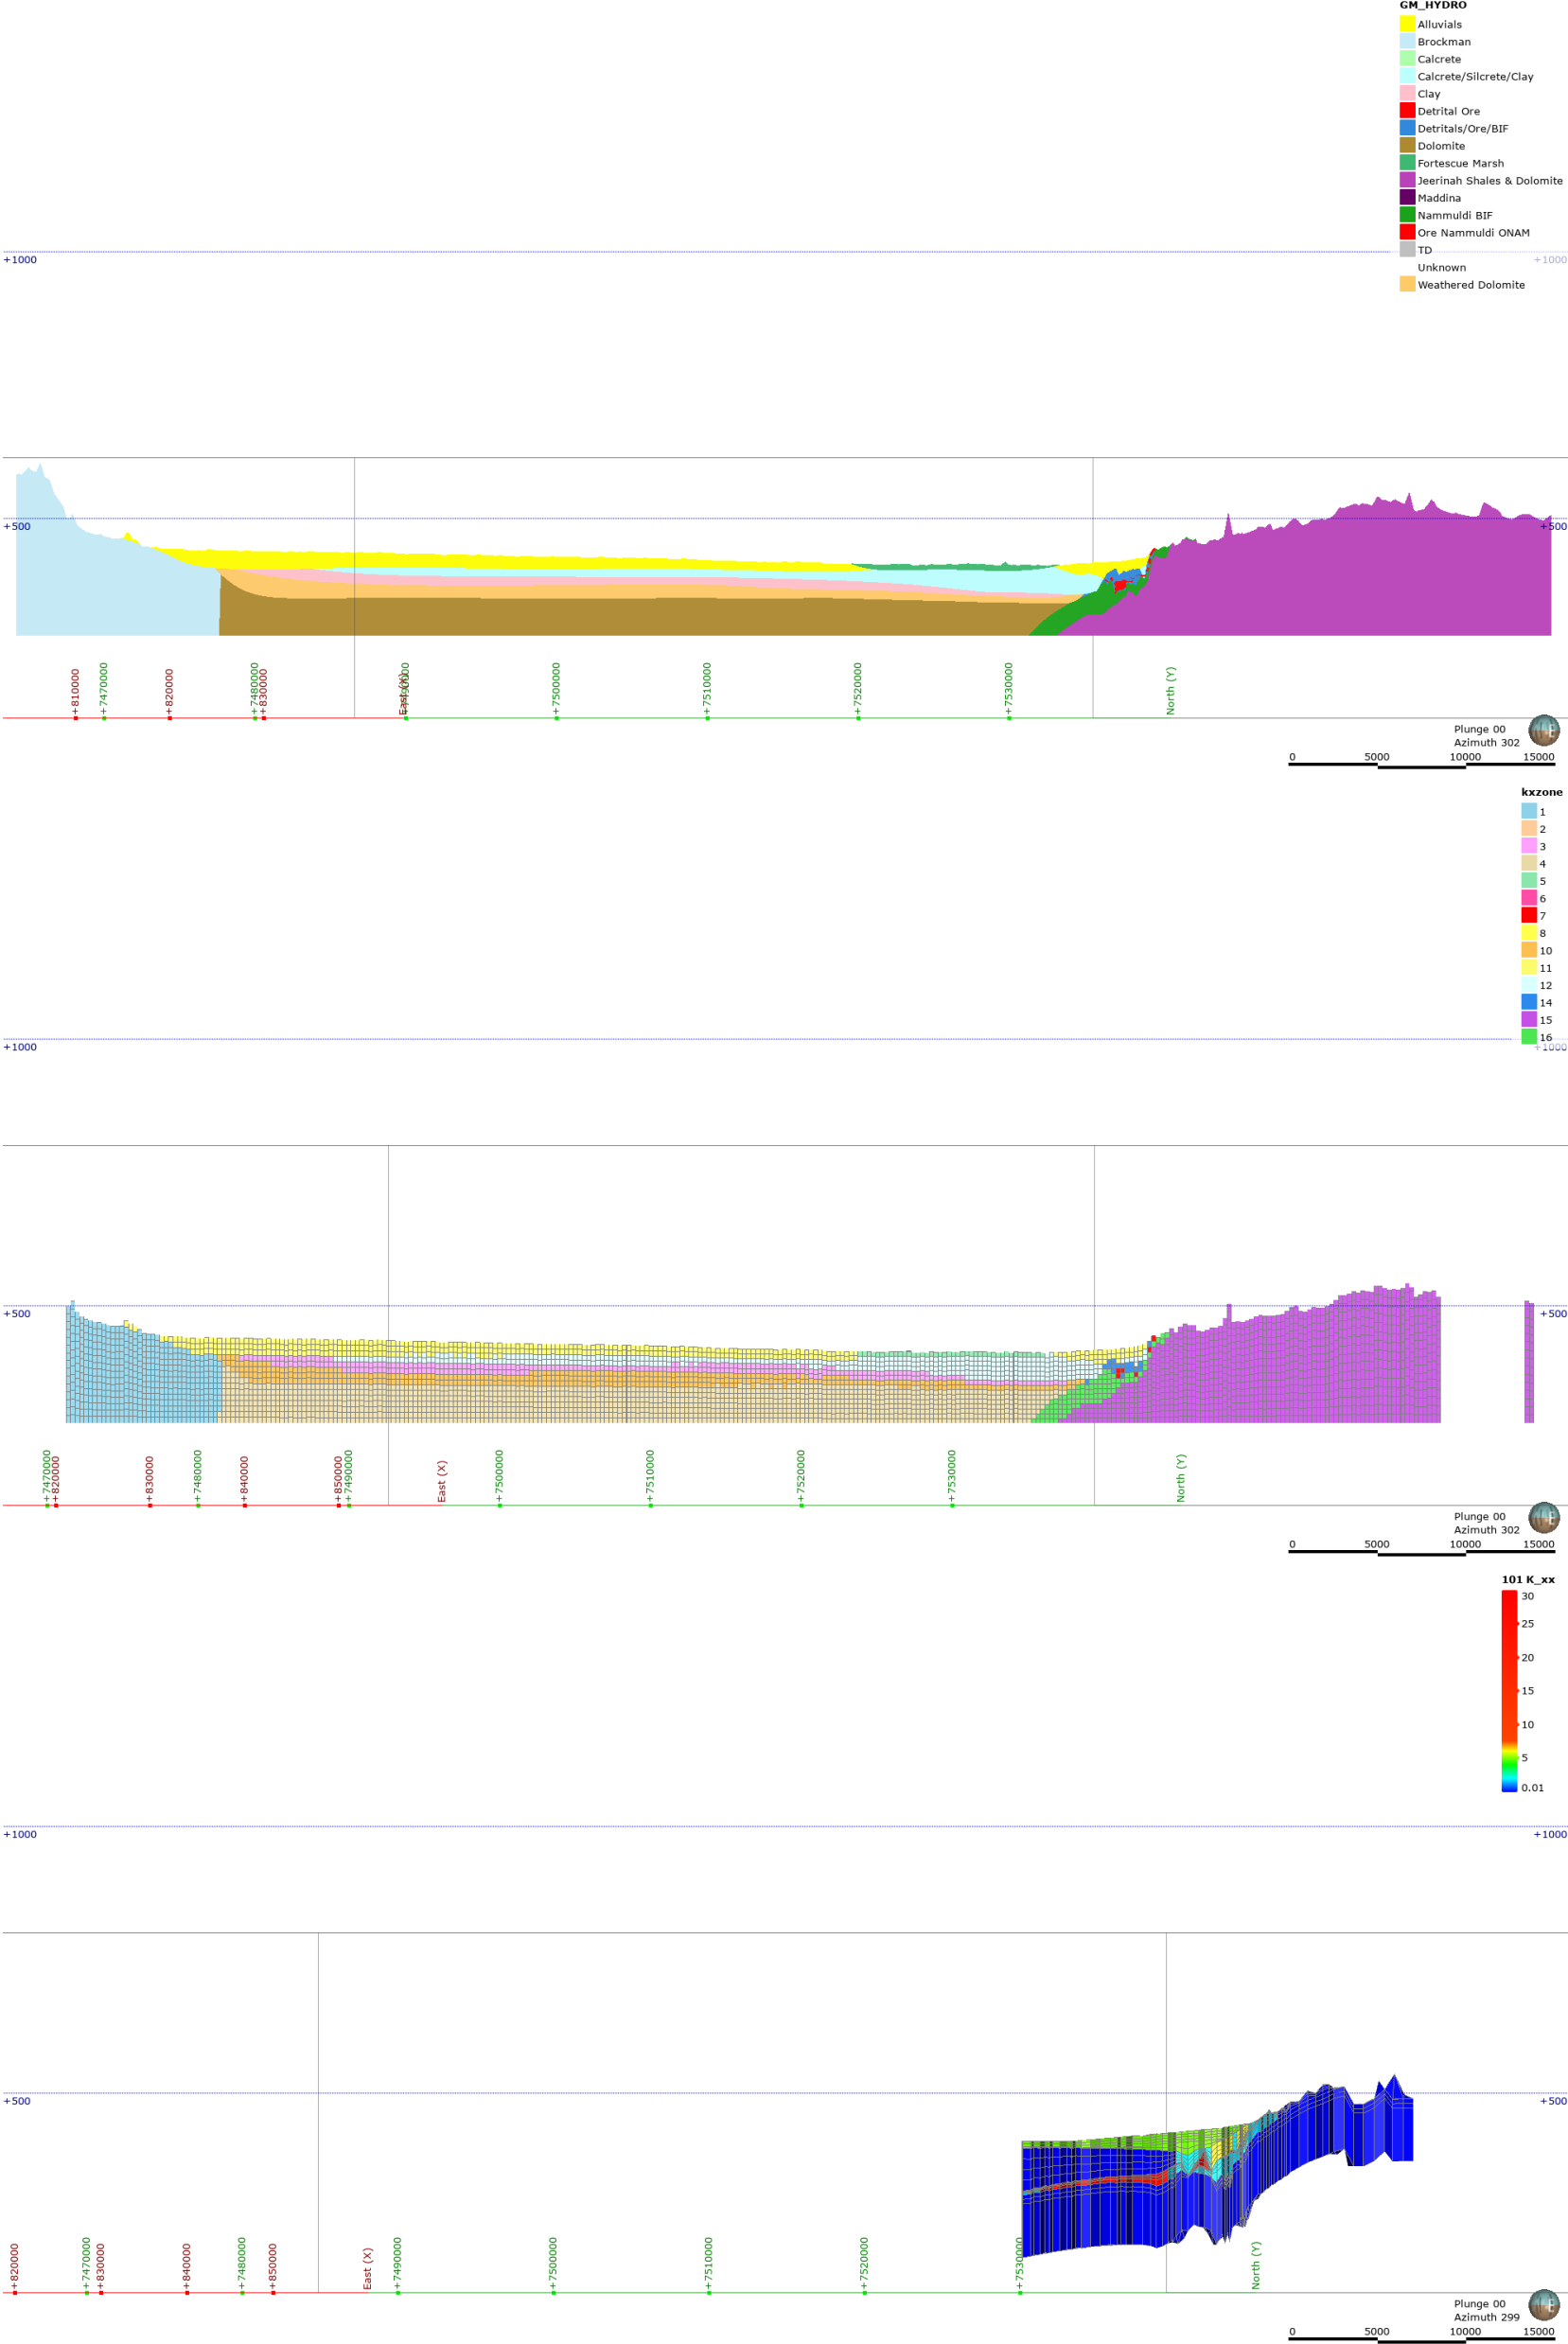 GM_HYDRO
Alluvials
Brockman
Calcrete
Calcrete/Silcrete/Clay
Clay
Detrital Ore
Detritals/Ore/BIF
Dolomite
Fortescue Marsh
Jeerinah Shales & Dolomite
Maddina
Nammuldi BIF
Ore Nammuldi ONAM
TD
Unknown
Weathered Dolomite
+1000
+1000
+500
+500
+810000
+7470000
+820000
+7480000
+830000
East (X)
+7490000
+7500000
+7510000
+7520000
+7530000
North (Y)
Plunge 00
Azimuth 302
0 5000 10000 15000
kxzone
1
2
3
4
5
6
7
8
10
11
12
14
15
16
+1000
+1000
+500
+500
+7470000
+820000
+830000
+7480000
+840000
+850000
+7490000
East (X)
+7500000
+7510000
+7520000
+7530000
North (Y)
Plunge 00
Azimuth 302
0 5000 10000 15000
101 K_xx
30
25
20
15
10
5
0.01
+1000
+1000
+500
+500
+820000
+7470000
+830000
+840000
+7480000
+850000
East (X)
+7490000
+7500000
+7510000
+7520000
+7530000
North (Y)
Plunge 00
Azimuth 299
0 5000 10000 15000